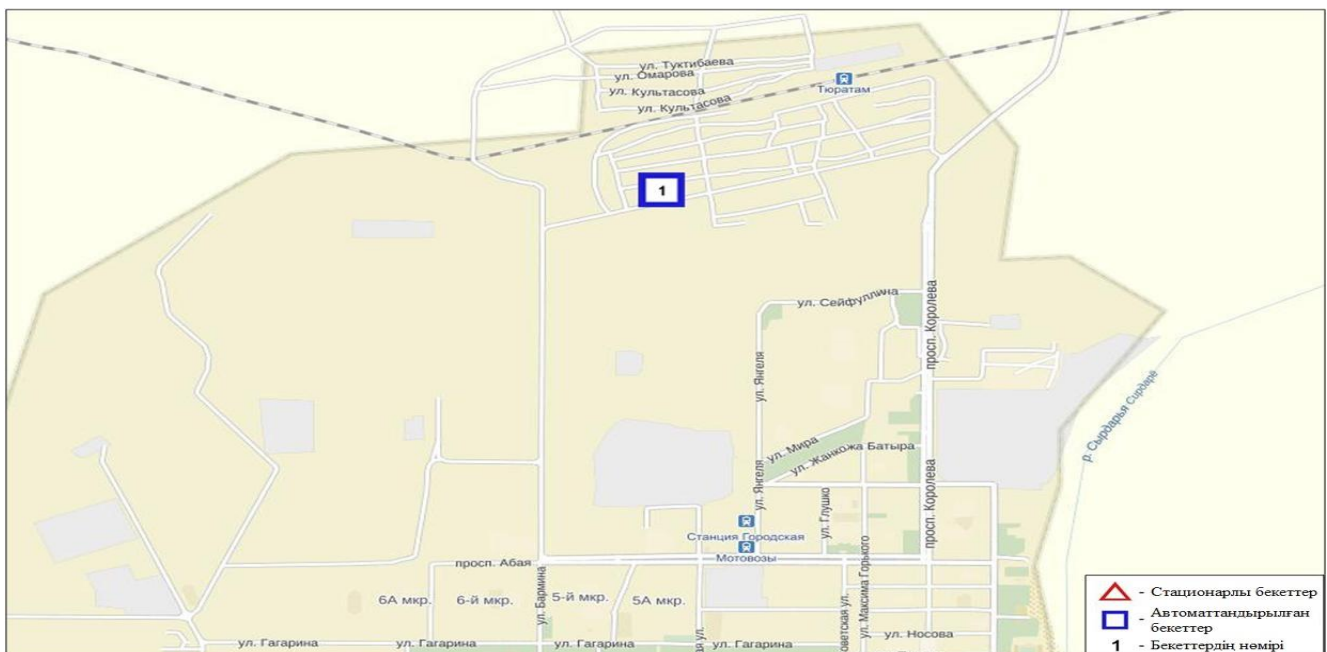 ул. Туктибаева
ул. Омарова
ул. Культасова
ул. Культасова
Тюратам
1
ул. Сейфуллина
просп. Королева
ул. Янгеля
р. Сырдарья Сирдарё
ул. Мира
ул. Жанкожа Батыра
ул. Янгеля
ул. Глушко
просп. Королева
Станция Городская
Мотовозы
ул. Максима Горького
просп. Абая
6А мкр.
6-й мкр.
ул. Бармина
5-й мкр.
5А мкр.
ул. Носова
ул. Гагарина
ул. Гагарина
ул. Гагарина
ул. Гагарина
- Стационарлы бекеттер
- Автоматтандырылған
бекеттер
1 - Бекеттердің нөмірі